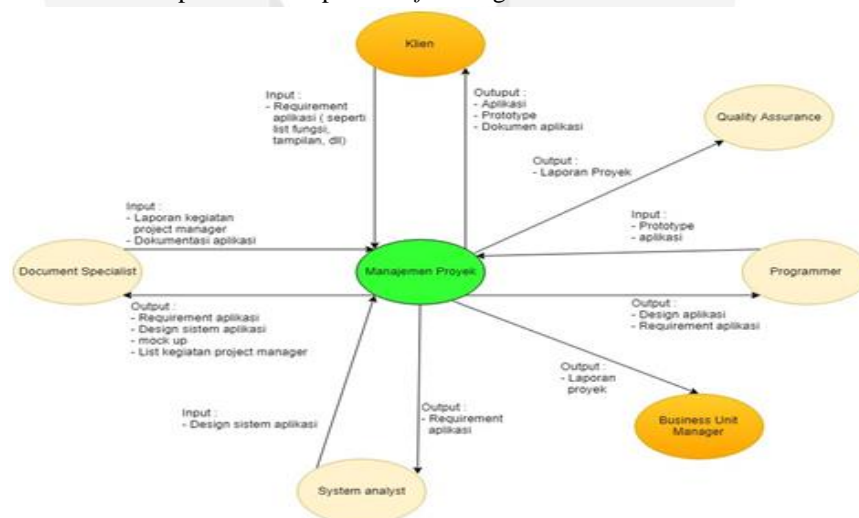 Klien
Input :
- Requirement
aplikasi ( seperti
list fungsi,
tampilan, dll)
Outuput :
- Aplikasi
- Prototype
- Dokumen aplikasi
Quality Assurance
Output :
- Laporan Proyek
Input :
- Laporan kegiatan
project manager
- Dokumentasi aplikasi
Input :
- Prototype
- aplikasi
Document Specialist
Manajemen Proyek
Programmer
Output :
- Requirement aplikasi
- Design sistem aplikasi
- mock up
- List kegiatan project manager
Output :
- Design aplikasi
- Requirement aplikasi
Output :
- Laporan
proyek
Input :
- Design sistem aplikasi
Output :
- Requirement
aplikasi
Business Unit
Manager
System analyst